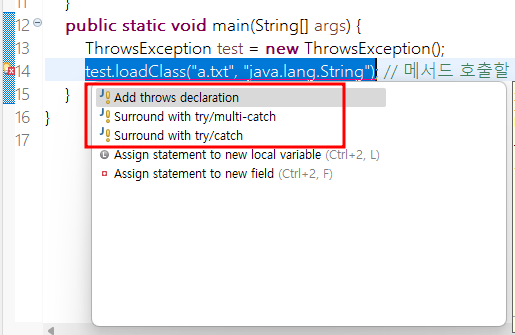 11 }
12 public static void main(String[] args) {
13 ThrowsException test = new ThrowsException();
14 test.loadClass("a.txt", "java.lang.String"); // 메서드 호출할
15 }
16 }
17
Add throws declaration
Surround with try/multi-catch
Surround with try/catch
Assign statement to new local variable (Ctrl+2, L)
Assign statement to new field (Ctrl+2, F)